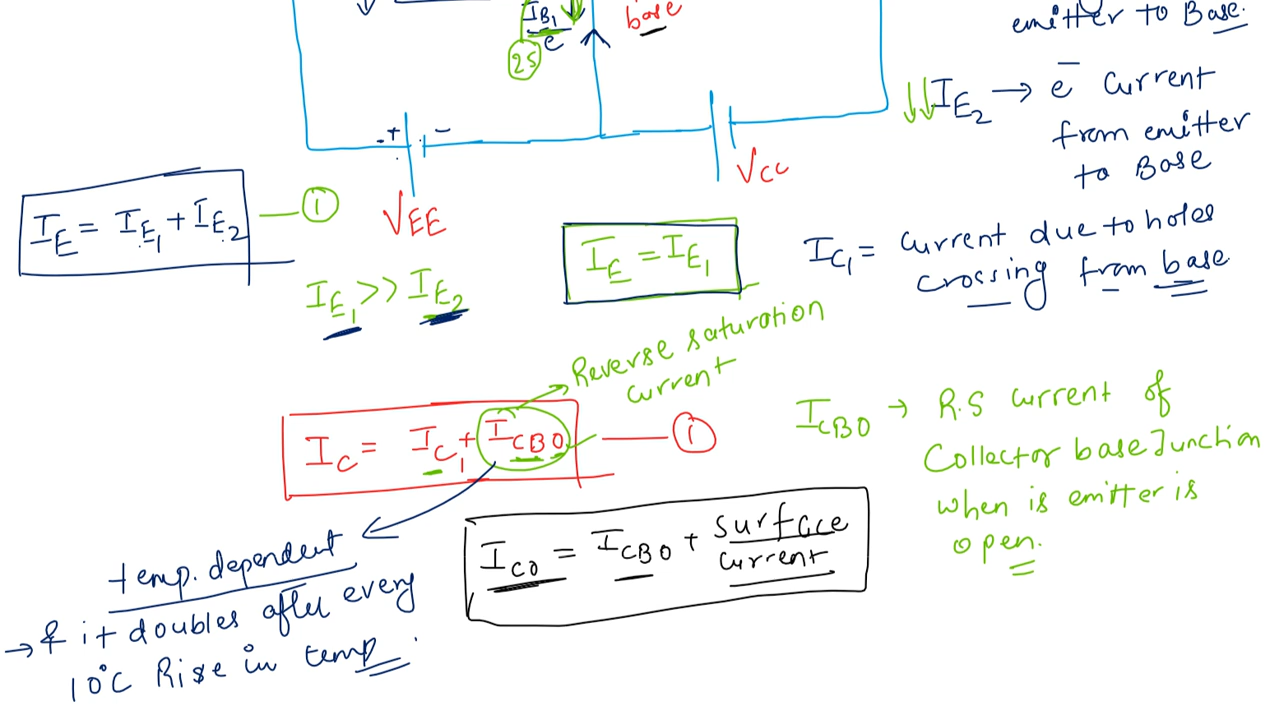 I_B1
e
25
base
emitter to Base.
↓↓I_E2 → e⁻ current
from emitter
to Base
+ -
V_EE
V_CC
I_E = I_E1 + I_E2 — ①
I_E1 >> I_E2
I_E = I_E1
I_C1 = Current due to holes
crossing from base
Reverse saturation
current
I_C = I_C1 + I_CBO — ①
I_CBO → R.S current of
Collector base Junction
when is emitter is
open.
I_CO = I_CBO + surface
current
temp. dependent
→ & it doubles after every
10°C Rise in temp.